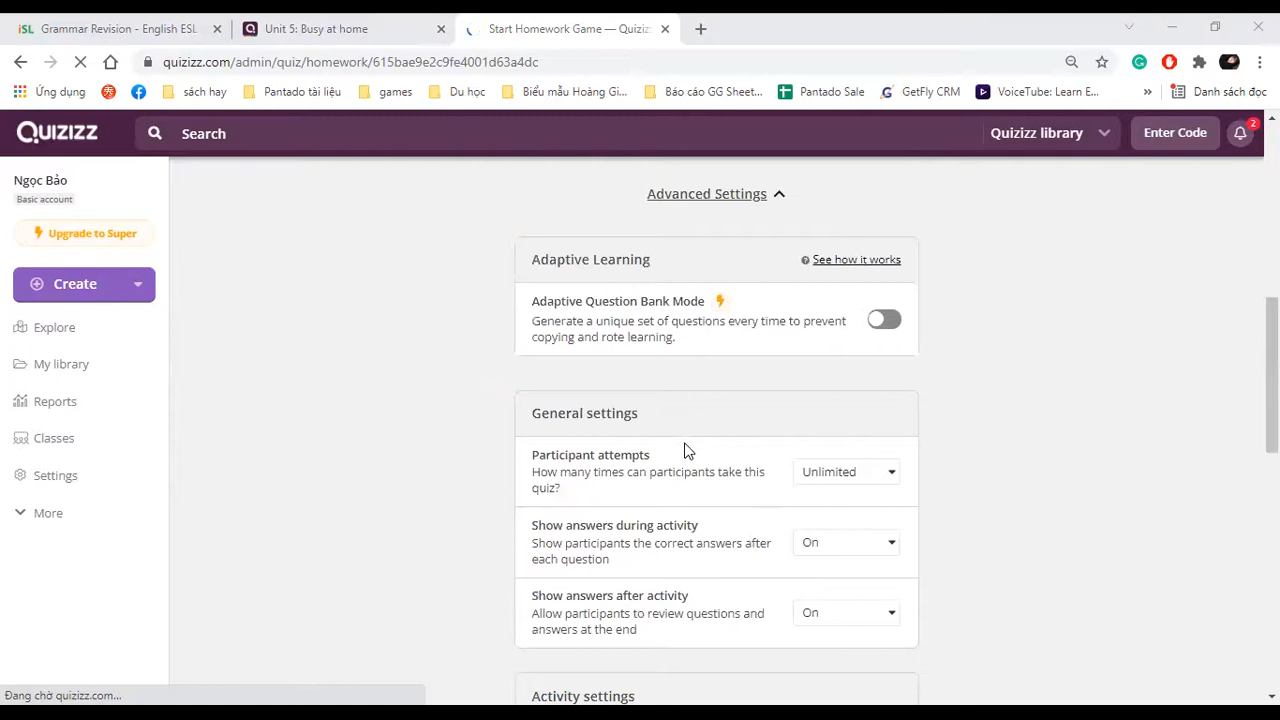 iSL Grammar Revision - English ESL
Unit 5: Busy at home
Start Homework Game — Quiziz
quizizz.com/admin/quiz/homework/615bae9e2c9fe4001d63a4dc
Ứng dụng
sách hay
Pantado tài liệu
games
Du học
Biểu mẫu Hoàng Gi...
Báo cáo GG Sheet...
Pantado Sale
GetFly CRM
VoiceTube: Learn E...
»
Danh sách đọc
QUIZIZZ
Search
Quizizz library
Enter Code
2
Ngọc Bảo
Basic account
Upgrade to Super
Create
Explore
My library
Reports
Classes
Settings
More
Advanced Settings
Adaptive Learning
See how it works
Adaptive Question Bank Mode
Generate a unique set of questions every time to prevent
copying and rote learning.
General settings
Participant attempts
How many times can participants take this
quiz?
Unlimited
Show answers during activity
Show participants the correct answers after
each question
On
Show answers after activity
Allow participants to review questions and
answers at the end
On
Activity settings
Đang chờ quizizz.com...